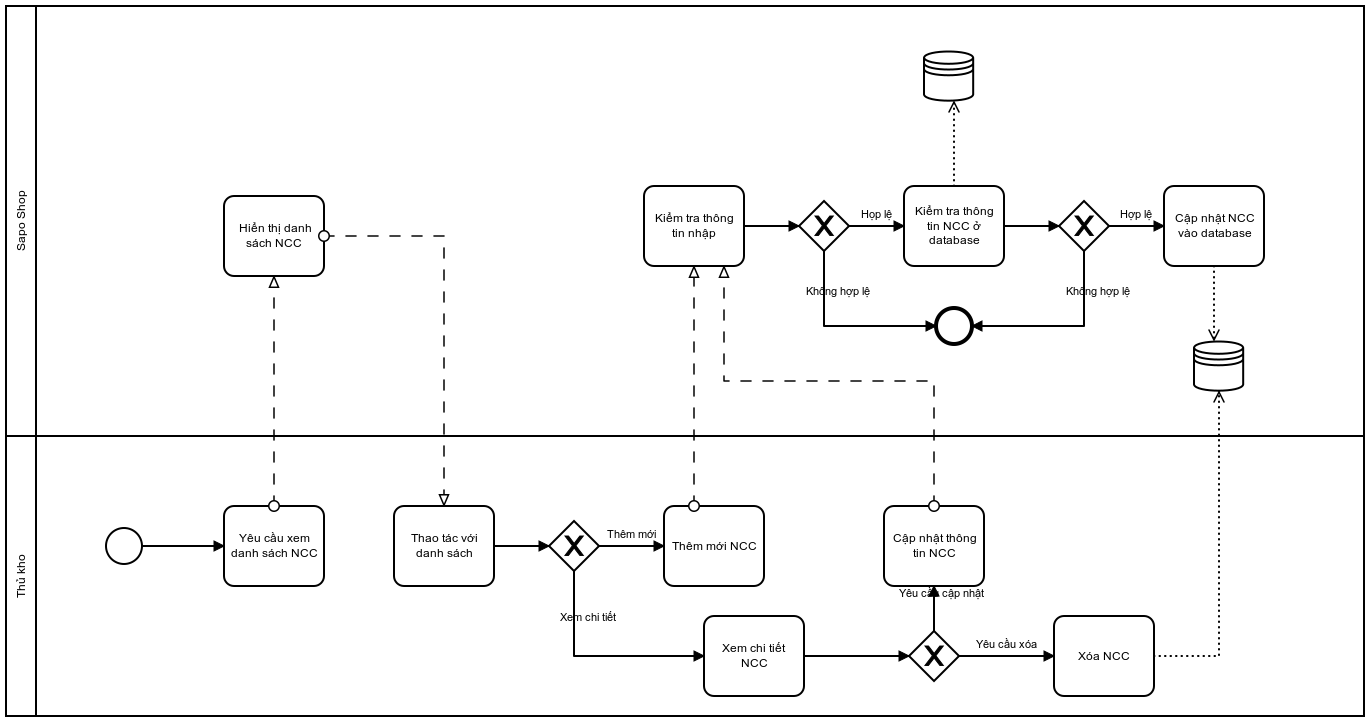 Sapo Shop
Hiển thị danh
sách NCC
Kiểm tra thông
tin nhập
Họp lệ
Kiểm tra thông
tin NCC ở
database
Hợp lệ
Cập nhật NCC
vào database
Không hợp lệ
Không hợp lệ
Thủ kho
Yêu cầu xem
danh sách NCC
Thao tác với
danh sách
Thêm mới
Thêm mới NCC
Cập nhật thông
tin NCC
Yêu cầu cập nhật
Xem chi tiết
Xem chi tiết
NCC
Yêu cầu xóa
Xóa NCC